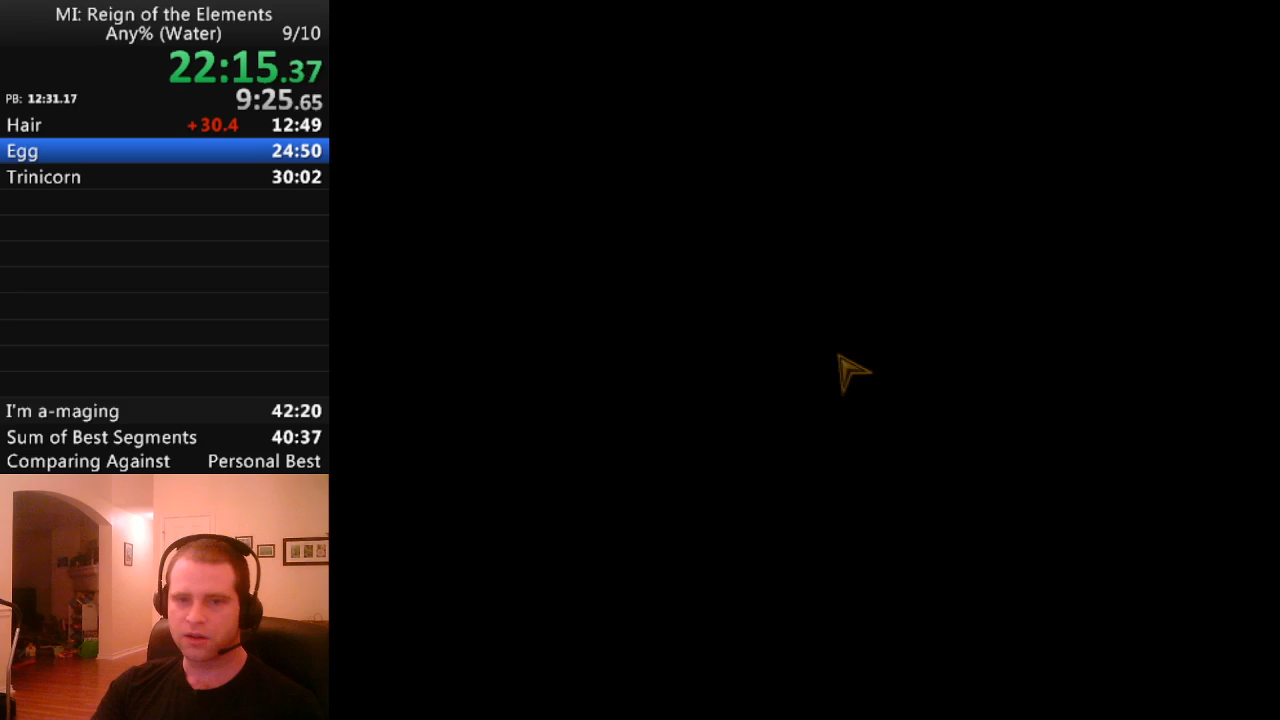 MI: Reign of the Elements
Any% (Water) 9/10
22:15.37
PB: 12:31.17 9:25.65
Hair +30.4 12:49
Egg 24:50
Trinicorn 30:02
I'm a-maging 42:20
Sum of Best Segments 40:37
Comparing Against Personal Best